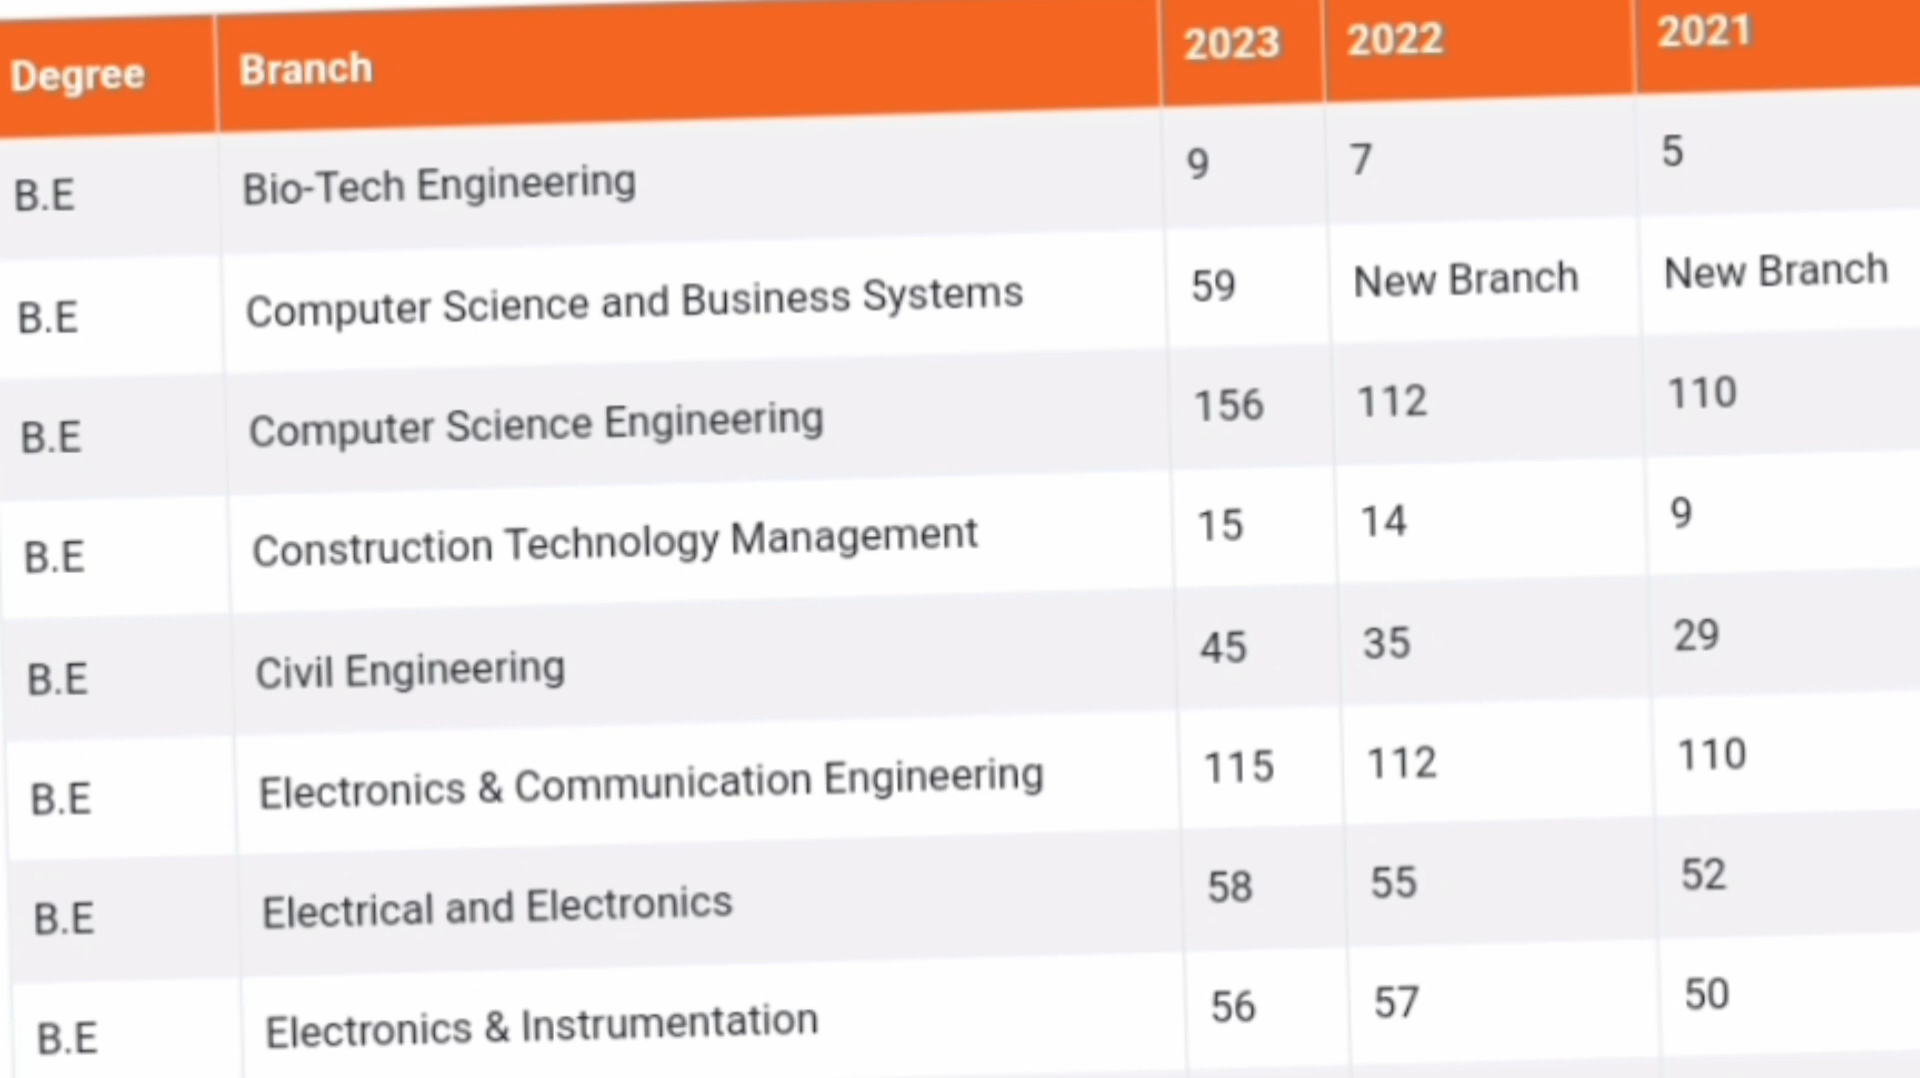 Degree Branch 2023 2022 2021
B.E Bio-Tech Engineering 9 7 5
B.E Computer Science and Business Systems 59 New Branch New Branch
B.E Computer Science Engineering 156 112 110
B.E Construction Technology Management 15 14 9
B.E Civil Engineering 45 35 29
B.E Electronics & Communication Engineering 115 112 110
B.E Electrical and Electronics 58 55 52
B.E Electronics & Instrumentation 56 57 50